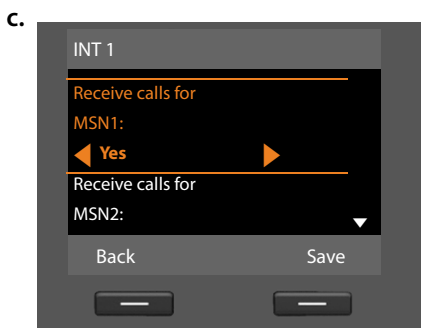 c.
INT 1
Receive calls for
MSN1:
Yes
Receive calls for
MSN2:
Back Save